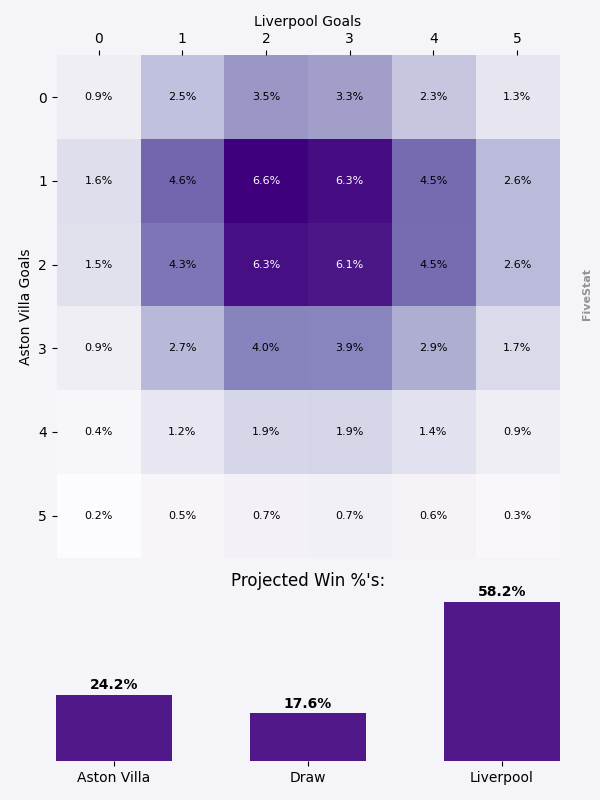 Liverpool Goals
0 1 2 3 4 5
0 0.9% 2.5% 3.5% 3.3% 2.3% 1.3%
1 1.6% 4.6% 6.6% 6.3% 4.5% 2.6%
2 1.5% 4.3% 6.3% 6.1% 4.5% 2.6%
3 0.9% 2.7% 4.0% 3.9% 2.9% 1.7%
4 0.4% 1.2% 1.9% 1.9% 1.4% 0.9%
5 0.2% 0.5% 0.7% 0.7% 0.6% 0.3%
Aston Villa Goals
FiveStat
Projected Win %'s:
24.2% 17.6% 58.2%
Aston Villa Draw Liverpool